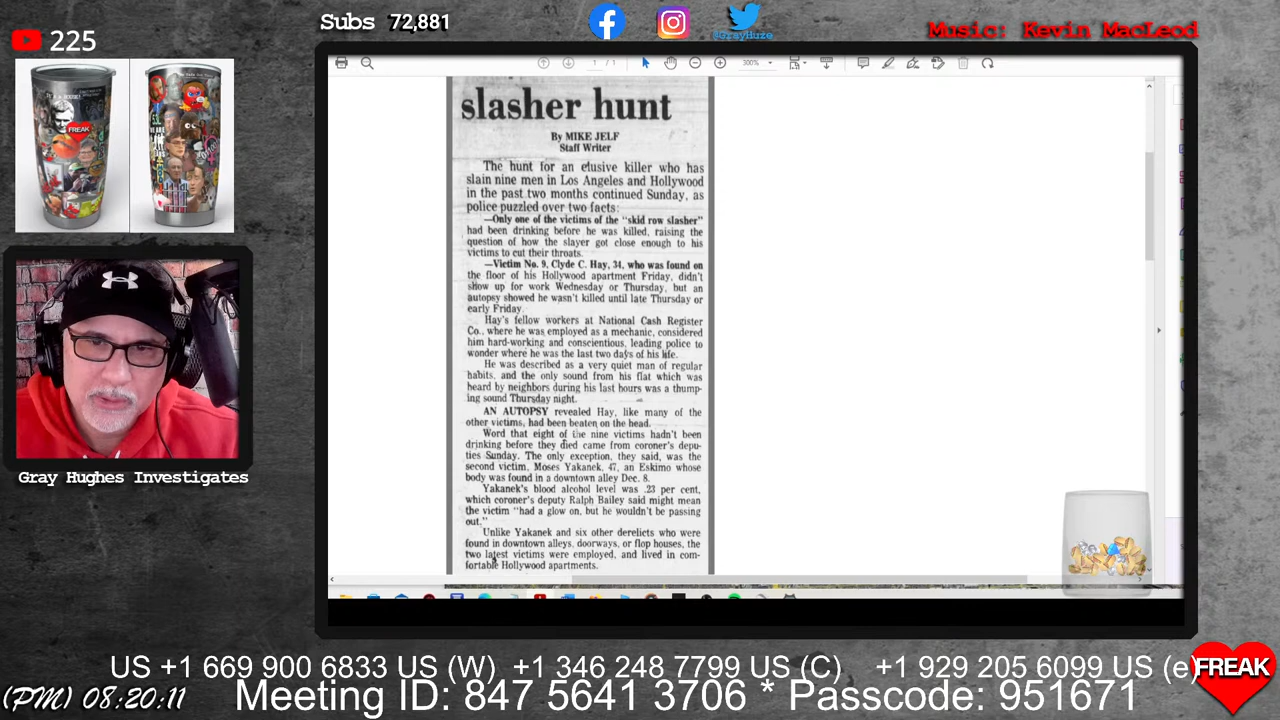 225
Subs 72,881
@GrayHuze
Music: Kevin MacLeod
FREAK
1 / 1
300%
slasher hunt
By MIKE JELF
Staff Writer
The hunt for an elusive killer who has
slain nine men in Los Angeles and Hollywood
in the past two months continued Sunday, as
police puzzled over two facts:
—Only one of the victims of the "skid row slasher"
had been drinking before he was killed, raising the
question of how the slayer got close enough to his
victims to cut their throats.
—Victim No. 9, Clyde C. Hay, 34, who was found on
the floor of his Hollywood apartment Friday, didn't
show up for work Wednesday or Thursday, but an
autopsy showed he wasn't killed until late Thursday or
early Friday.
Hay's fellow workers at National Cash Register
Co., where he was employed as a mechanic, considered
him hard-working and conscientious, leading police to
wonder where he was the last two days of his life.
He was described as a very quiet man of regular
habits, and the only sound from his flat which was
heard by neighbors during his last hours was a thump-
ing sound Thursday night.
AN AUTOPSY revealed Hay, like many of the
other victims, had been beaten on the head.
Word that eight of the nine victims hadn't been
drinking before they died came from coroner's depu-
ties Sunday. The only exception, they said, was the
second victim, Moses Yakanek, 47, an Eskimo whose
body was found in a downtown alley Dec. 8.
Yakanek's blood alcohol level was .23 per cent,
which coroner's deputy Ralph Bailey said might mean
the victim "had a glow on, but he wouldn't be passing
out."
Unlike Yakanek and six other derelicts who were
found in downtown alleys, doorways, or flop houses, the
two latest victims were employed, and lived in com-
fortable Hollywood apartments.
Gray Hughes Investigates
US +1 669 900 6833 US (W) +1 346 248 7799 US (C) +1 929 205 6099 US (e)
FREAK
(PM) 08:20:11
Meeting ID: 847 5641 3706 * Passcode: 951671